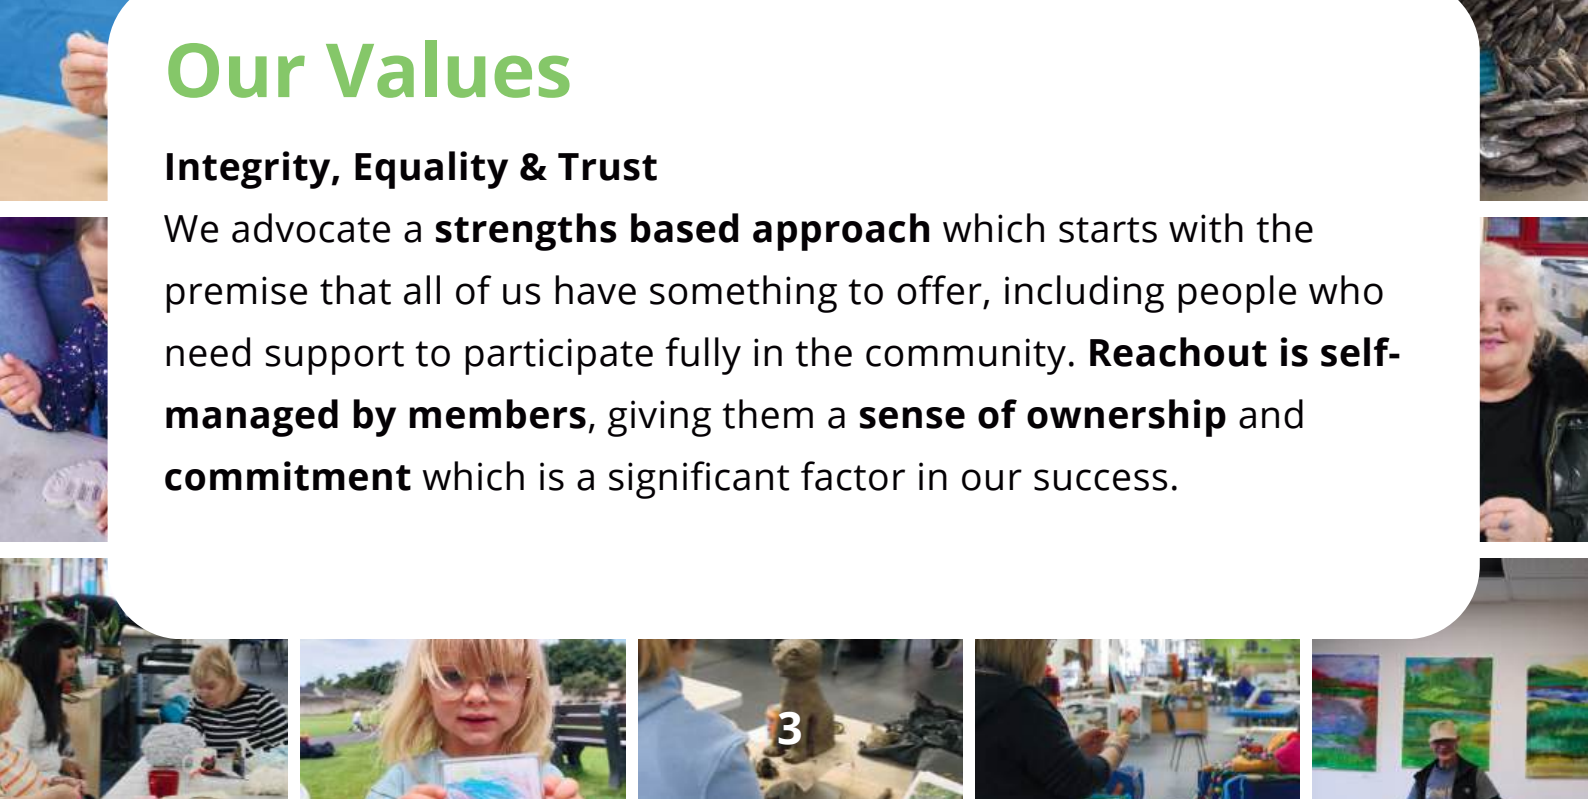 Our Values
Integrity, Equality & Trust
We advocate a strengths based approach which starts with the
premise that all of us have something to offer, including people who
need support to participate fully in the community. Reachout is self-
managed by members, giving them a sense of ownership and
commitment which is a significant factor in our success.
3